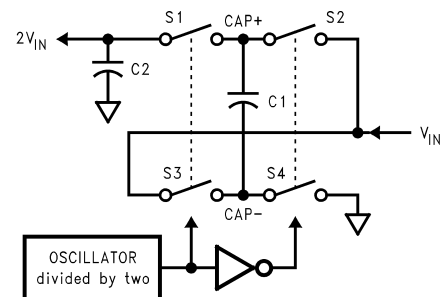 S1 CAP+ S2
2V_IN
C2
C1
V_IN
S3 S4
CAP-
OSCILLATOR
divided by two